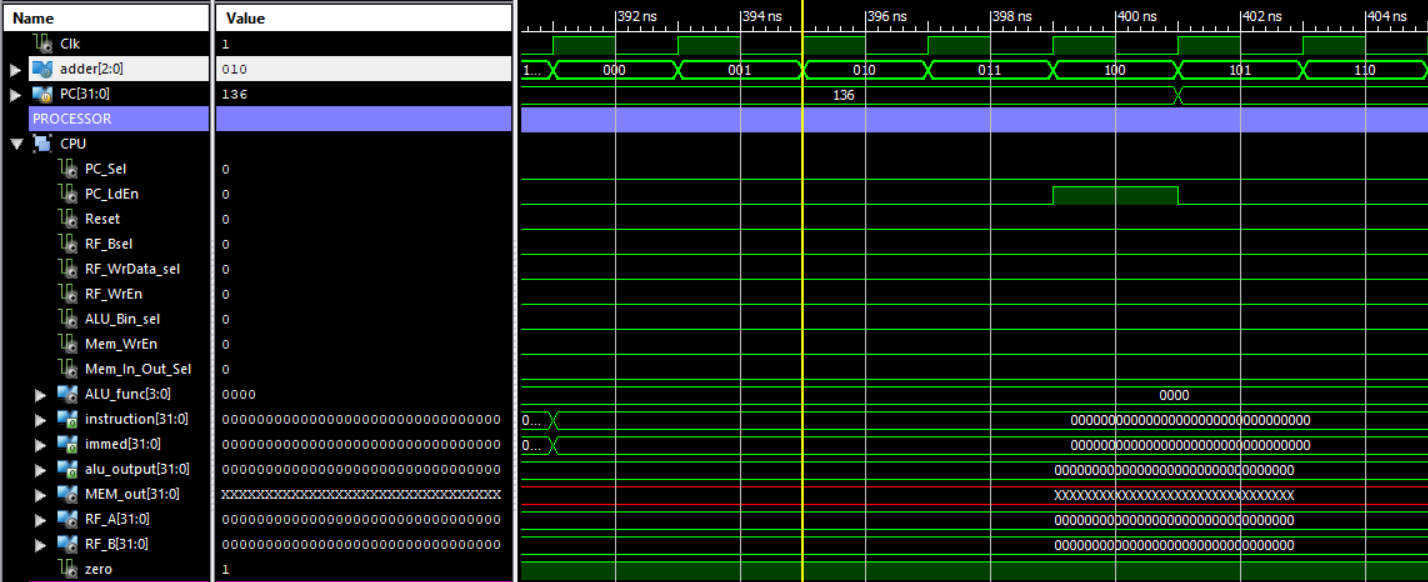 Name Value 392 ns 394 ns 396 ns 398 ns 400 ns 402 ns 404 ns
Clk 1
adder[2:0] 010 1... 000 001 010 011 100 101 110
PC[31:0] 136 136
PROCESSOR
CPU
PC_Sel 0
PC_LdEn 0
Reset 0
RF_Bsel 0
RF_WrData_sel 0
RF_WrEn 0
ALU_Bin_sel 0
Mem_WrEn 0
Mem_In_Out_Sel 0
ALU_func[3:0] 0000 0000
instruction[31:0] 00000000000000000000000000000000 0... 00000000000000000000000000000000
immed[31:0] 00000000000000000000000000000000 0... 00000000000000000000000000000000
alu_output[31:0] 00000000000000000000000000000000 00000000000000000000000000000000
MEM_out[31:0] XXXXXXXXXXXXXXXXXXXXXXXXXXXXXXXX XXXXXXXXXXXXXXXXXXXXXXXXXXXXXXXX
RF_A[31:0] 00000000000000000000000000000000 00000000000000000000000000000000
RF_B[31:0] 00000000000000000000000000000000 00000000000000000000000000000000
zero 1